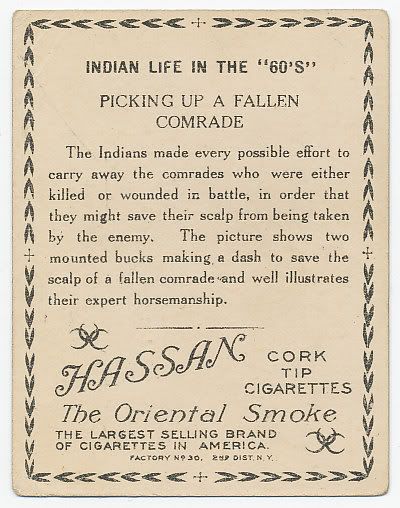 INDIAN LIFE IN THE "60'S"
PICKING UP A FALLEN
COMRADE
The Indians made every possible effort to
carry away the comrades who were either
killed or wounded in battle, in order that
they might save their scalp from being taken
by the enemy. The picture shows two
mounted bucks making a dash to save the
scalp of a fallen comrade and well illustrates
their expert horsemanship.
HASSAN
CORK
TIP
CIGARETTES
The Oriental Smoke
THE LARGEST SELLING BRAND
OF CIGARETTES IN AMERICA.
FACTORY Nº 30, 2ND DIST. N.Y.